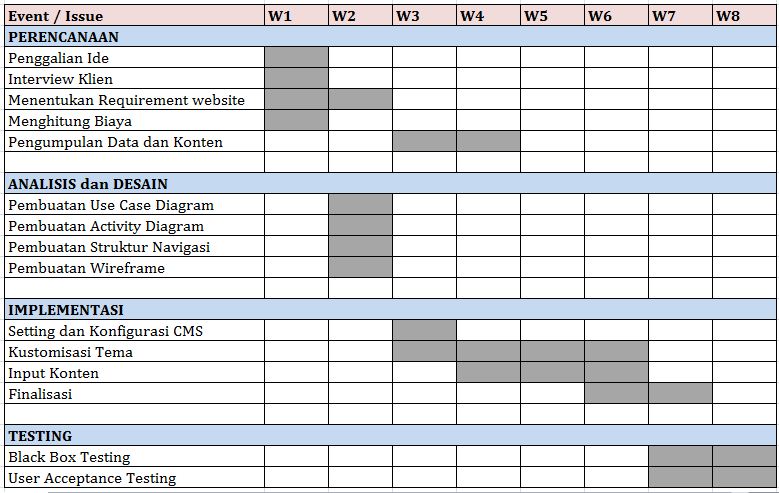 Event / Issue W1 W2 W3 W4 W5 W6 W7 W8
PERENCANAAN
Penggalian Ide
Interview Klien
Menentukan Requirement website
Menghitung Biaya
Pengumpulan Data dan Konten
ANALISIS dan DESAIN
Pembuatan Use Case Diagram
Pembuatan Activity Diagram
Pembuatan Struktur Navigasi
Pembuatan Wireframe
IMPLEMENTASI
Setting dan Konfigurasi CMS
Kustomisasi Tema
Input Konten
Finalisasi
TESTING
Black Box Testing
User Acceptance Testing